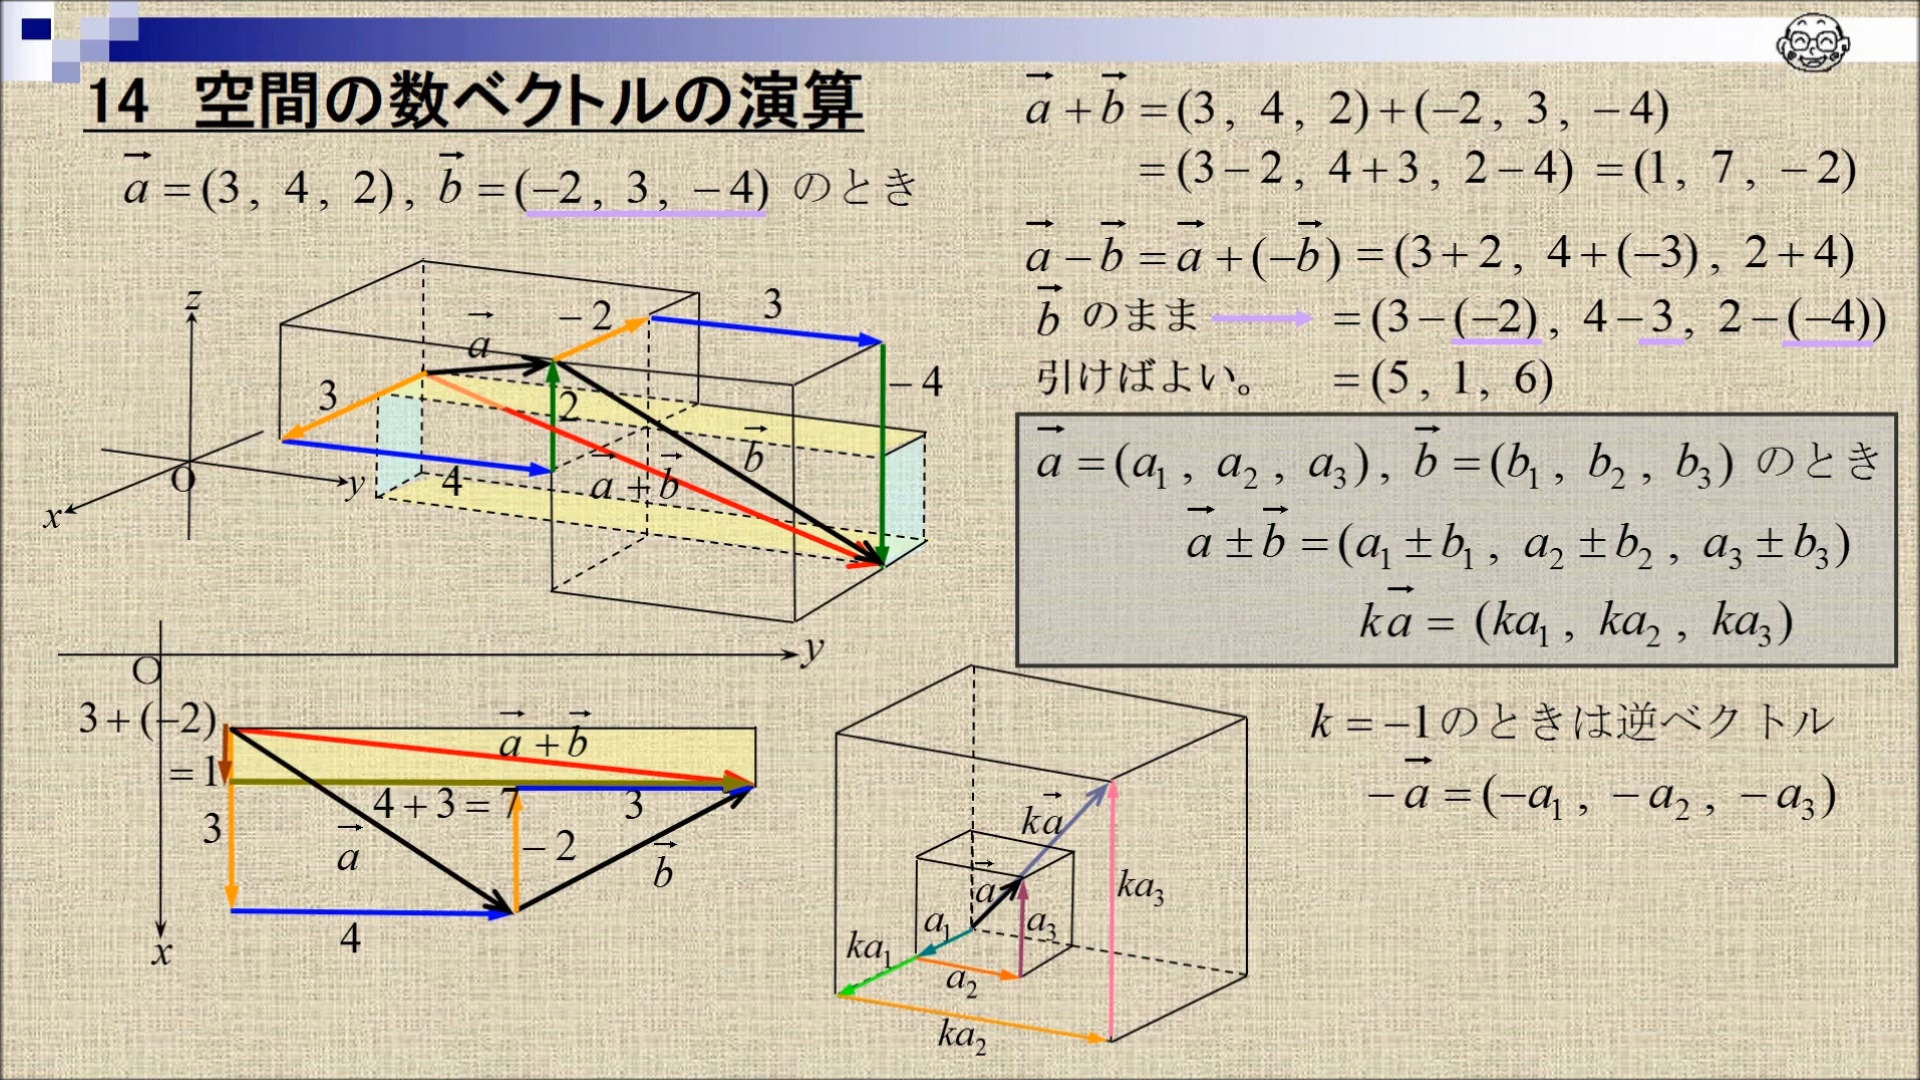 14 空間の数ベクトルの演算
a⃗ = (3, 4, 2), b⃗ = (−2, 3, −4) のとき
z
a⃗
−2
3
3
2
−4
b⃗
4
a⃗ + b⃗
O
y
x
y
O
3+(−2)
=1
a⃗ + b⃗
4+3=7
3
3
a⃗
−2
b⃗
4
x
a⃗ + b⃗ = (3, 4, 2) + (−2, 3, −4)
= (3−2, 4+3, 2−4) = (1, 7, −2)
a⃗ − b⃗ = a⃗ + (−b⃗) = (3+2, 4+(−3), 2+4)
b⃗ のまま = (3−(−2), 4−3, 2−(−4))
引けばよい。 = (5, 1, 6)
a⃗ = (a₁, a₂, a₃), b⃗ = (b₁, b₂, b₃) のとき
a⃗ ± b⃗ = (a₁±b₁, a₂±b₂, a₃±b₃)
ka⃗ = (ka₁, ka₂, ka₃)
k = −1のときは逆ベクトル
−a⃗ = (−a₁, −a₂, −a₃)
ka⃗
a⃗
ka₃
a₁
a₃
ka₁
a₂
ka₂